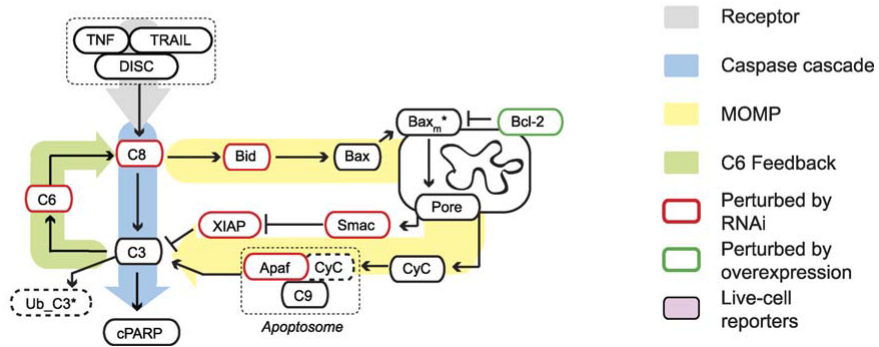 TNF
TRAIL
DISC
C8
Bid
Bax
Baxm*
Bcl-2
C6
Pore
XIAP
Smac
C3
Apaf
CyC
CyC
C9
Ub_C3*
Apoptosome
cPARP
Receptor
Caspase cascade
MOMP
C6 Feedback
Perturbed by
RNAi
Perturbed by
overexpression
Live-cell
reporters